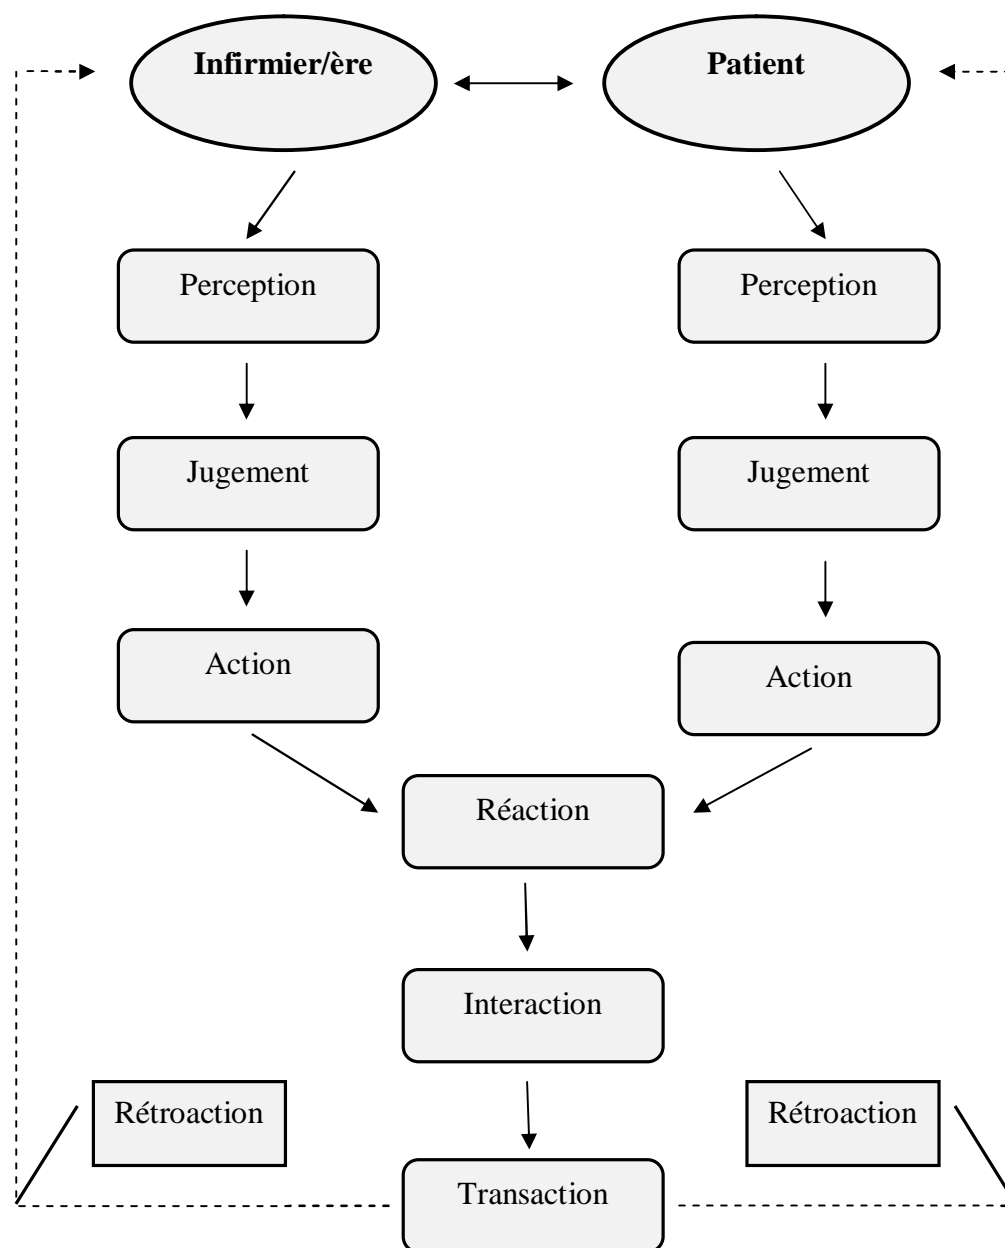 Infirmier/ère
Patient
Perception
Perception
Jugement
Jugement
Action
Action
Réaction
Interaction
Rétroaction
Rétroaction
Transaction